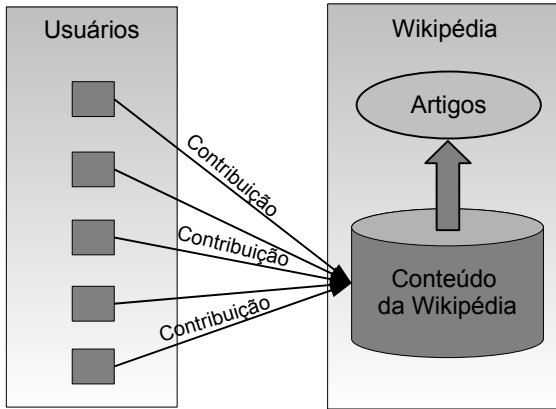 Usuários
Wikipédia
Artigos
Contribuição
Contribuição
Contribuição
Conteúdo
da Wikipédia